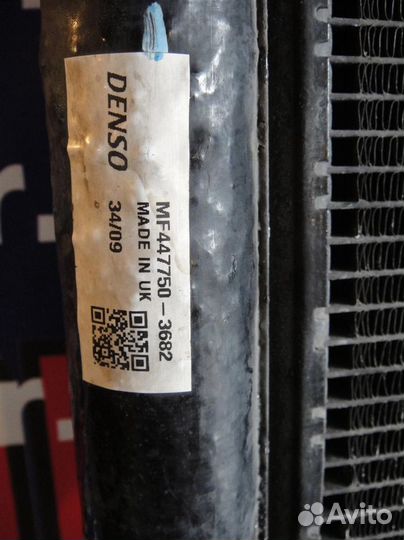 DENSO
MF447750-3682
MADE IN UK
34/09
Avito